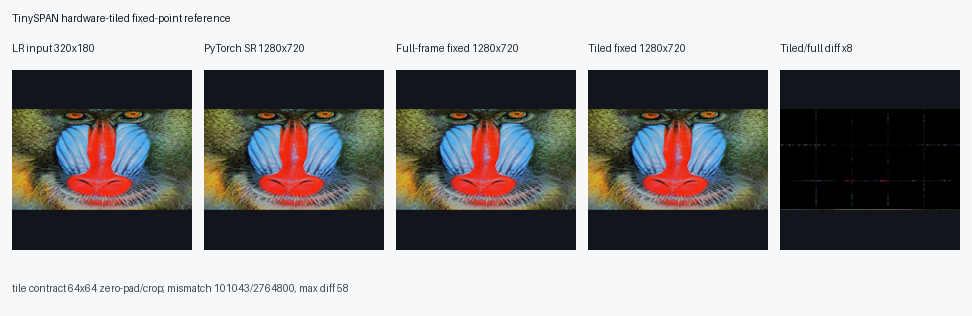 TinySPAN hardware-tiled fixed-point reference
LR input 320x180
PyTorch SR 1280x720
Full-frame fixed 1280x720
Tiled fixed 1280x720
Tiled/full diff x8
tile contract 64x64 zero-pad/crop; mismatch 101043/2764800, max diff 58